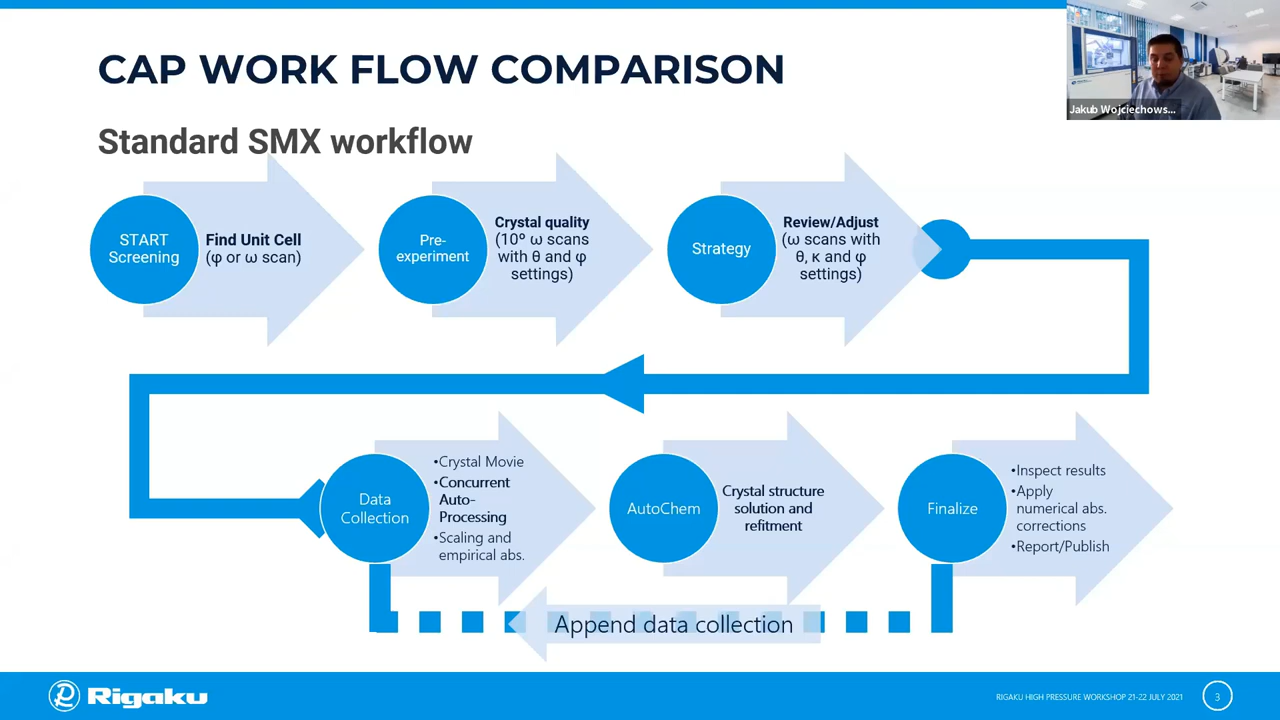 CAP WORK FLOW COMPARISON
Jakub Wojciechows...
Standard SMX workflow
START
Screening
Find Unit Cell
(φ or ω scan)
Pre-
experiment
Crystal quality
(10º ω scans
with θ and φ
settings)
Strategy
Review/Adjust
(ω scans with
θ, κ and φ
settings)
Data
Collection
•Crystal Movie
•Concurrent
Auto-
Processing
•Scaling and
empirical abs.
AutoChem
Crystal structure
solution and
refitment
Finalize
•Inspect results
•Apply
numerical abs.
corrections
•Report/Publish
Append data collection
Rigaku
RIGAKU HIGH PRESSURE WORKSHOP 21-22 JULY 2021
3